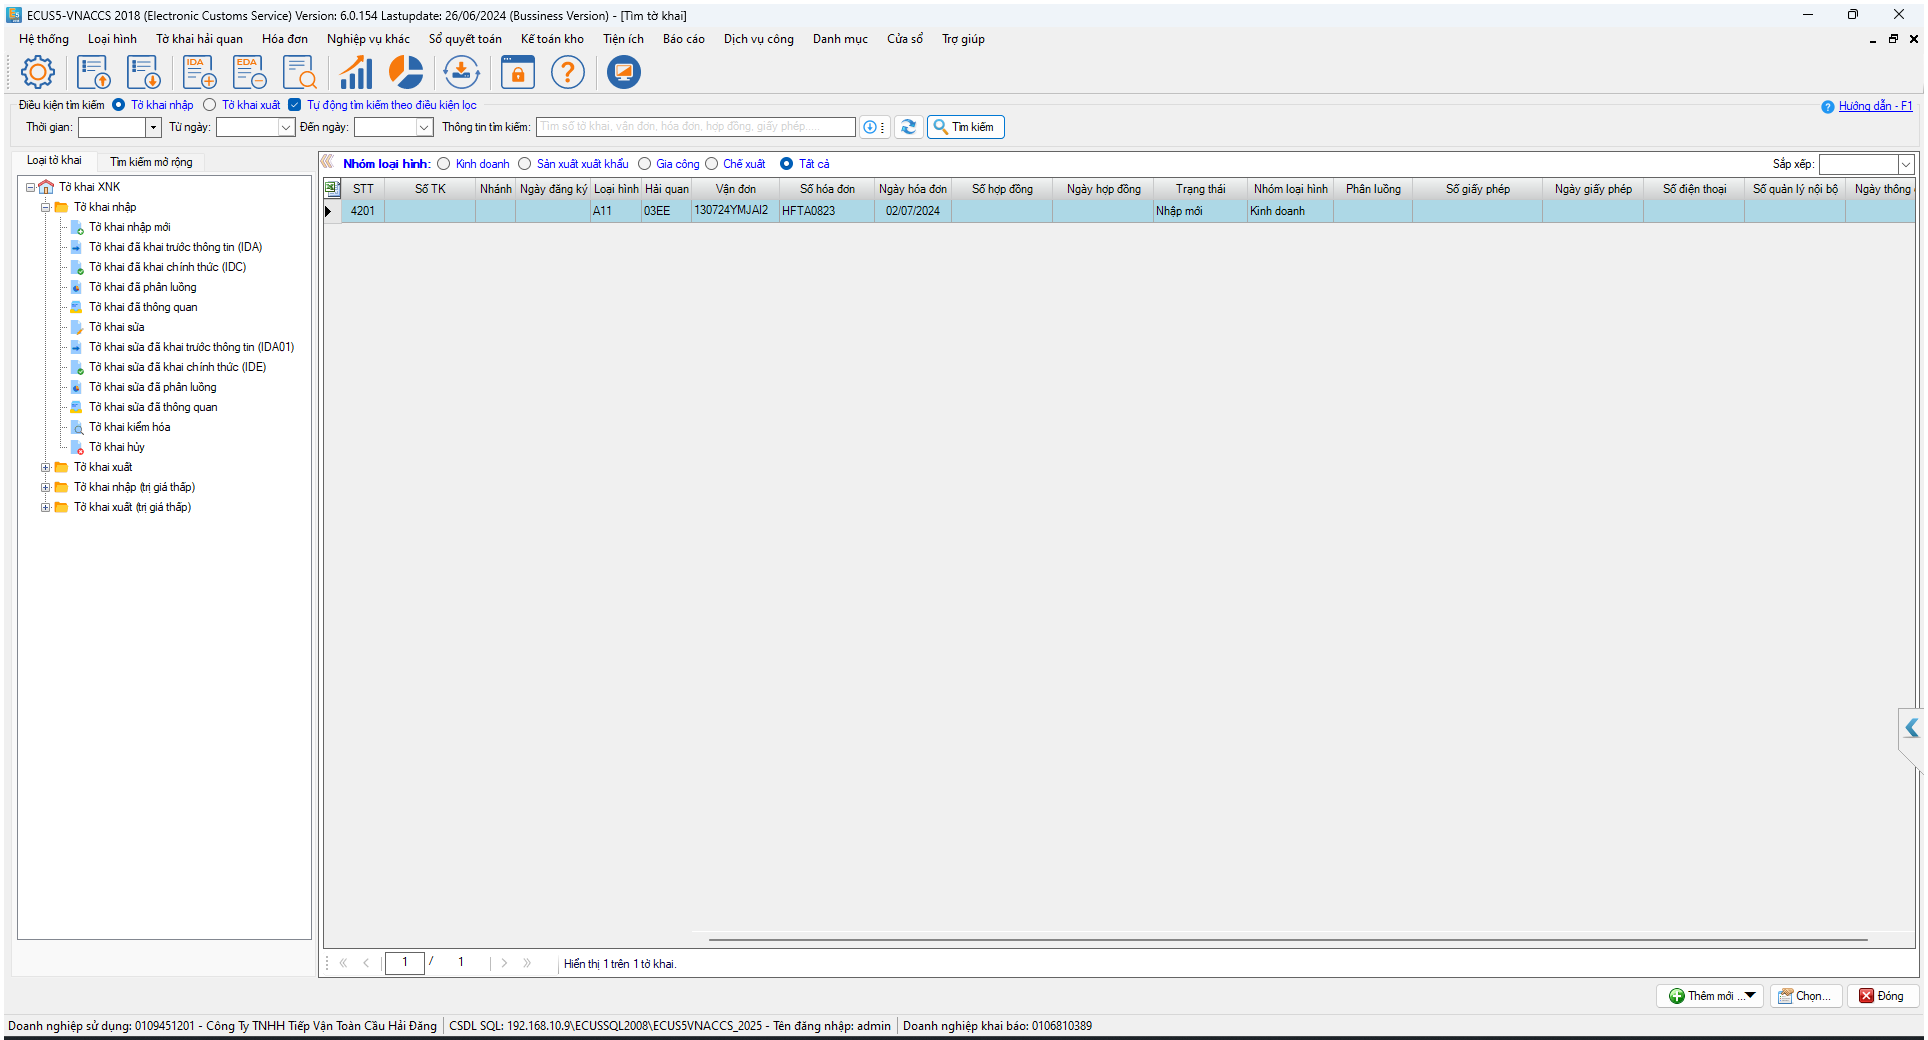 ECUS5-VNACCS 2018 (Electronic Customs Service) Version: 6.0.154 Lastupdate: 26/06/2024 (Bussiness Version) - [Tìm tờ khai]
Hệ thống Loại hình Tờ khai hải quan Hóa đơn Nghiệp vụ khác Sổ quyết toán Kế toán kho Tiện ích Báo cáo Dịch vụ công Danh mục Cửa sổ Trợ giúp
IDA EDA
Điều kiện tìm kiếm Tờ khai nhập Tờ khai xuất Tự động tìm kiếm theo điều kiện lọc Hướng dẫn - F1
Thời gian: Từ ngày: Đến ngày: Thông tin tìm kiếm: Tìm số tờ khai, vận đơn, hóa đơn, hợp đồng, giấy phép..... Tìm kiếm
Loại tờ khai Tìm kiếm mở rộng
Nhóm loại hình: Kinh doanh Sản xuất xuất khẩu Gia công Chế xuất Tất cả Sắp xếp:
STT Số TK Nhánh Ngày đăng ký Loại hình Hải quan Vận đơn Số hóa đơn Ngày hóa đơn Số hợp đồng Ngày hợp đồng Trạng thái Nhóm loại hình Phân luồng Số giấy phép Ngày giấy phép Số điện thoại Số quản lý nội bộ Ngày thông
4201 A11 03EE 130724YMJAI2 HFTA0823 02/07/2024 Nhập mới Kinh doanh
Tờ khai XNK
Tờ khai nhập
Tờ khai nhập mới
Tờ khai đã khai trước thông tin (IDA)
Tờ khai đã khai chính thức (IDC)
Tờ khai đã phân luồng
Tờ khai đã thông quan
Tờ khai sửa
Tờ khai sửa đã khai trước thông tin (IDA01)
Tờ khai sửa đã khai chính thức (IDE)
Tờ khai sửa đã phân luồng
Tờ khai sửa đã thông quan
Tờ khai kiểm hóa
Tờ khai hủy
Tờ khai xuất
Tờ khai nhập (trị giá thấp)
Tờ khai xuất (trị giá thấp)
1 / 1 Hiển thị 1 trên 1 tờ khai.
Thêm mới ... Chọn... Đóng
Doanh nghiệp sử dụng: 0109451201 - Công Ty TNHH Tiếp Vận Toàn Cầu Hải Đăng CSDL SQL: 192.168.10.9\ECUSSQL2008\ECUS5VNACCS_2025 - Tên đăng nhập: admin Doanh nghiệp khai báo: 0106810389